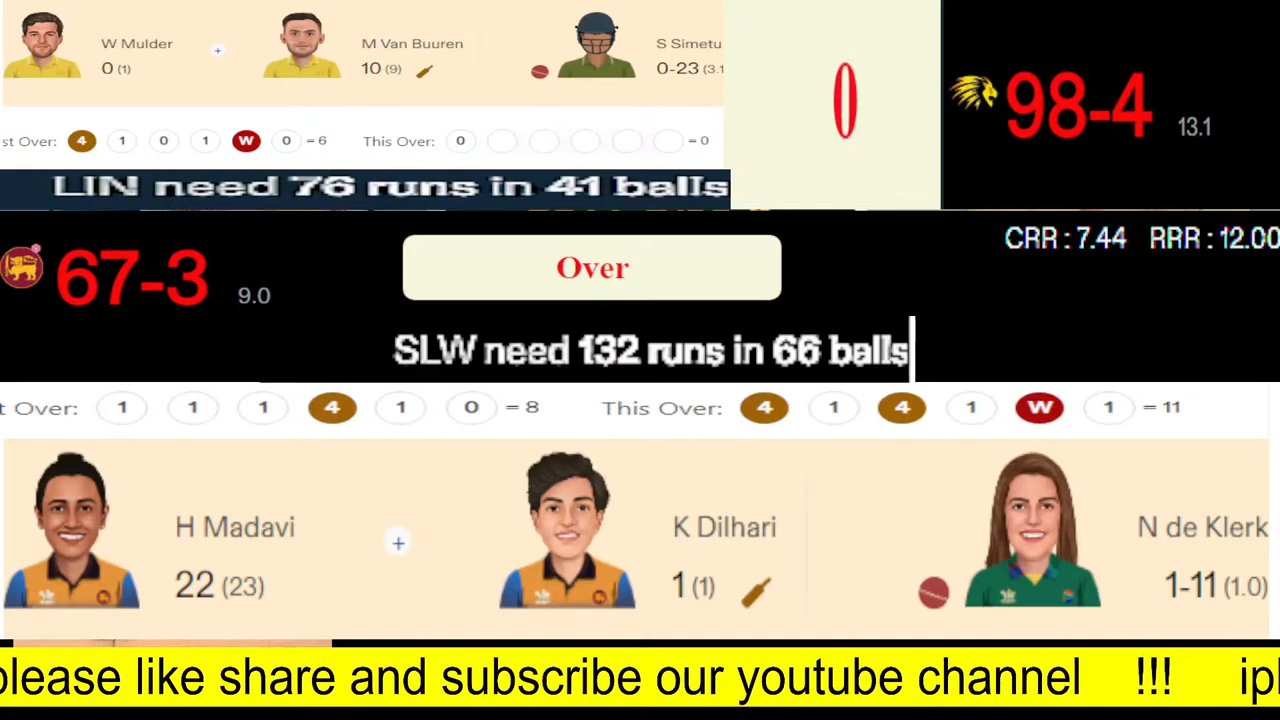 W Mulder
0 (1)
M Van Buuren
10 (9)
S Simetu
0-23 (3.1
0
98-4 13.1
st Over: 4 1 0 1 W 0 = 6 This Over: 0 = 0
LIN need 76 runs in 41 balls
CRR : 7.44 RRR : 12.00
67-3 9.0
Over
SLW need 132 runs in 66 balls
t Over: 1 1 1 4 1 0 = 8 This Over: 4 1 4 1 W 1 = 11
H Madavi
22 (23)
K Dilhari
1 (1)
N de Klerk
1-11 (1.0)
please like share and subscribe our youtube channel !!! ipl